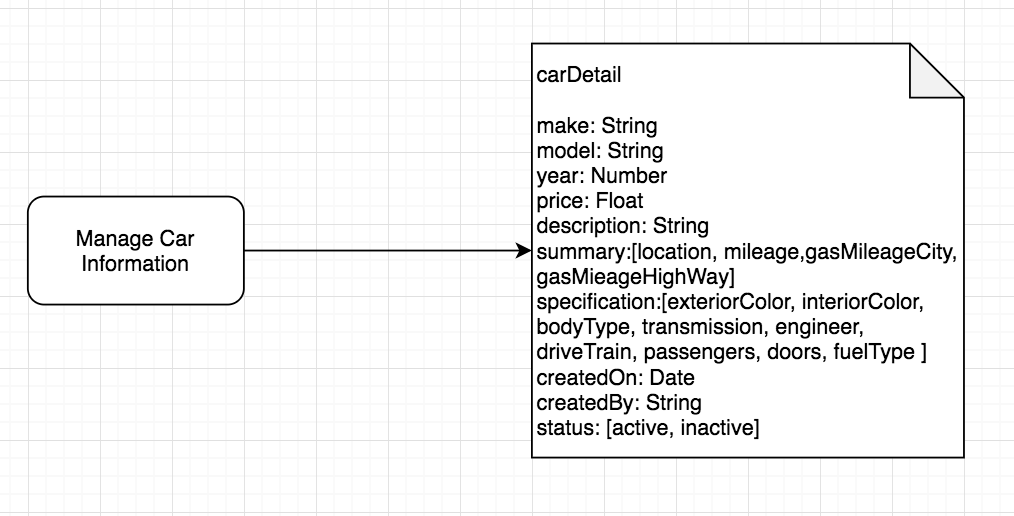 Manage Car
Information
carDetail
make: String
model: String
year: Number
price: Float
description: String
summary:[location, mileage,gasMileageCity,
gasMieageHighWay]
specification:[exteriorColor, interiorColor,
bodyType, transmission, engineer,
driveTrain, passengers, doors, fuelType ]
createdOn: Date
createdBy: String
status: [active, inactive]